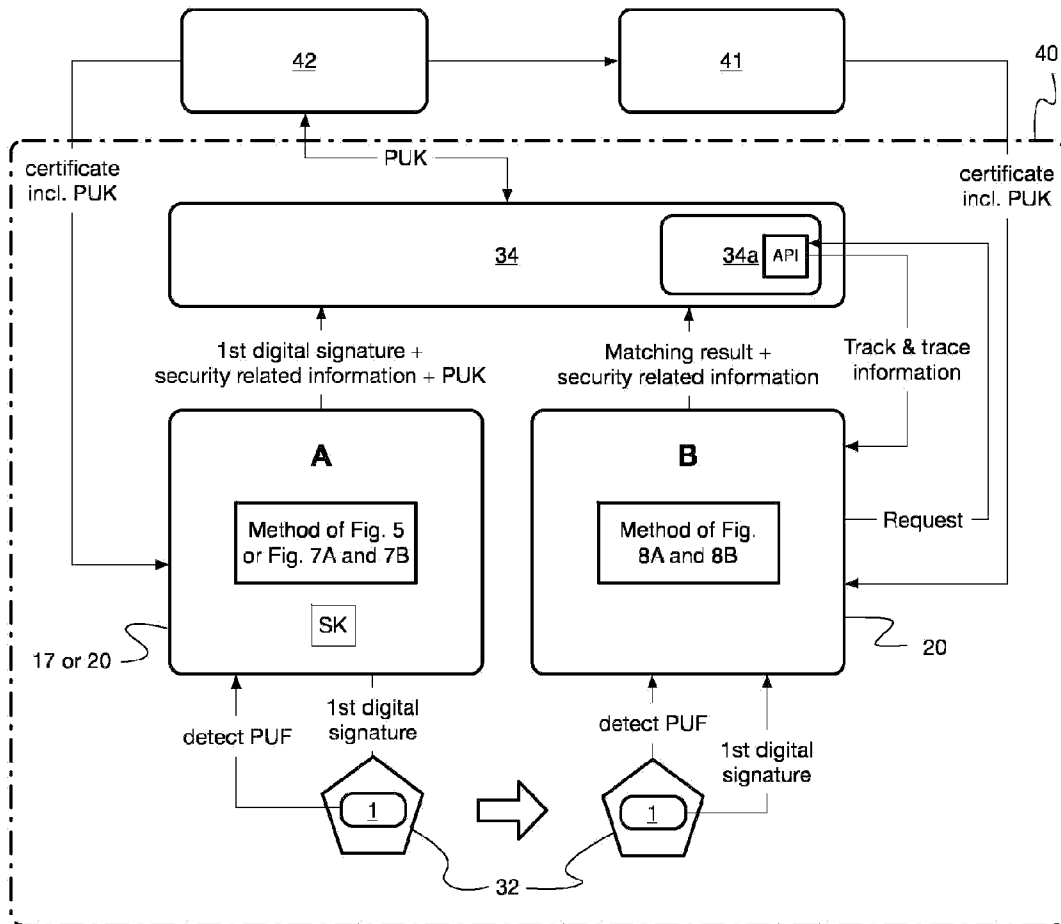 42
41
40
PUK
certificate
incl. PUK
certificate
incl. PUK
34
34a
API
1st digital signature +
security related information + PUK
Matching result +
security related information
Track & trace
information
A
B
Method of Fig. 5
or Fig. 7A and 7B
Method of Fig.
8A and 8B
Request
SK
17 or 20
20
detect PUF
1st digital
signature
detect PUF
1st digital
signature
1
1
32